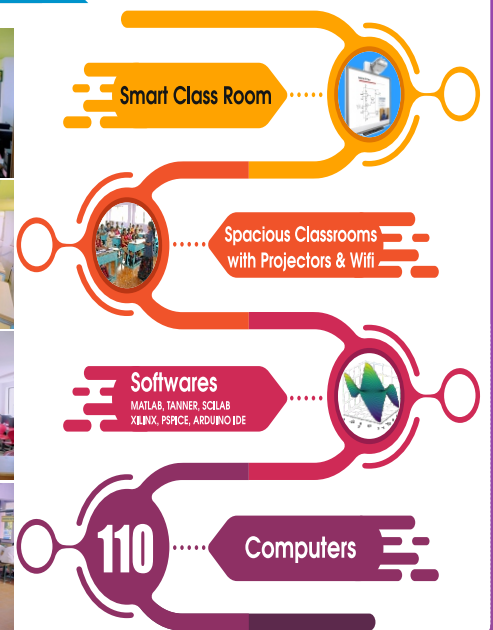 Smart Class Room
Spacious Classrooms
with Projectors & Wifi
Softwares
MATLAB, TANNER, SCILAB
XILINX, PSPICE, ARDUINO IDE
110
Computers